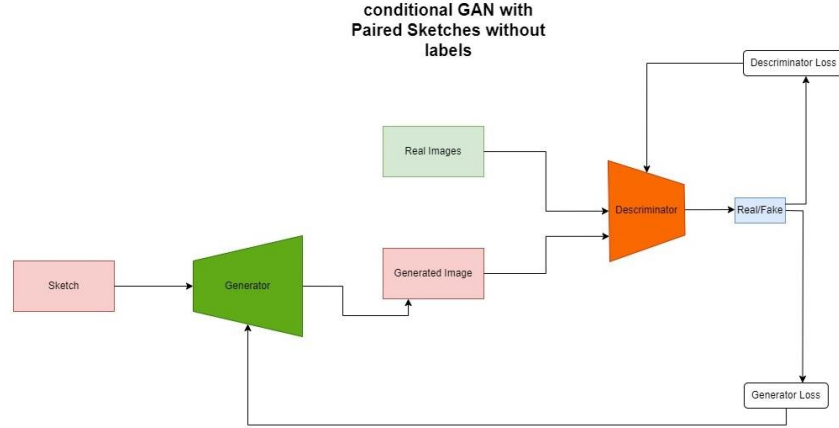 conditional GAN with
Paired Sketches without
labels
Descriminator Loss
Real Images
Descriminator
Real/Fake
Sketch
Generator
Generated Image
Generator Loss